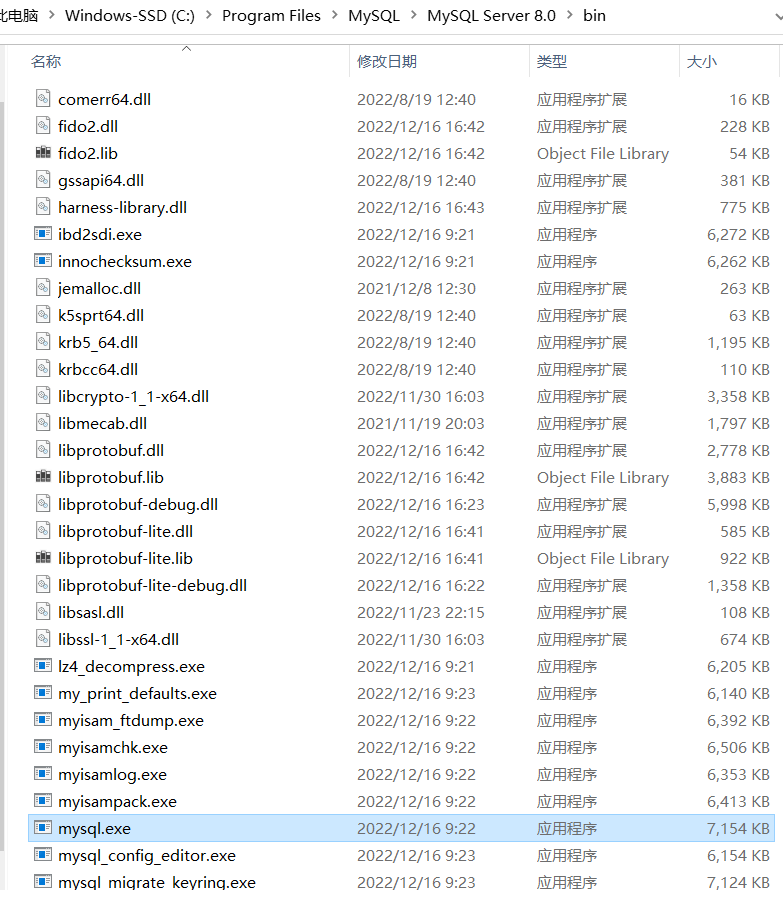 此电脑 > Windows-SSD (C:) > Program Files > MySQL > MySQL Server 8.0 > bin
名称 修改日期 类型 大小
comerr64.dll 2022/8/19 12:40 应用程序扩展 16 KB
fido2.dll 2022/12/16 16:42 应用程序扩展 228 KB
fido2.lib 2022/12/16 16:42 Object File Library 54 KB
gssapi64.dll 2022/8/19 12:40 应用程序扩展 381 KB
harness-library.dll 2022/12/16 16:43 应用程序扩展 775 KB
ibd2sdi.exe 2022/12/16 9:21 应用程序 6,272 KB
innochecksum.exe 2022/12/16 9:21 应用程序 6,262 KB
jemalloc.dll 2021/12/8 12:30 应用程序扩展 263 KB
k5sprt64.dll 2022/8/19 12:40 应用程序扩展 63 KB
krb5_64.dll 2022/8/19 12:40 应用程序扩展 1,195 KB
krbcc64.dll 2022/8/19 12:40 应用程序扩展 110 KB
libcrypto-1_1-x64.dll 2022/11/30 16:03 应用程序扩展 3,358 KB
libmecab.dll 2021/11/19 20:03 应用程序扩展 1,797 KB
libprotobuf.dll 2022/12/16 16:42 应用程序扩展 2,778 KB
libprotobuf.lib 2022/12/16 16:42 Object File Library 3,883 KB
libprotobuf-debug.dll 2022/12/16 16:23 应用程序扩展 5,998 KB
libprotobuf-lite.dll 2022/12/16 16:41 应用程序扩展 585 KB
libprotobuf-lite.lib 2022/12/16 16:41 Object File Library 922 KB
libprotobuf-lite-debug.dll 2022/12/16 16:22 应用程序扩展 1,358 KB
libsasl.dll 2022/11/23 22:15 应用程序扩展 108 KB
libssl-1_1-x64.dll 2022/11/30 16:03 应用程序扩展 674 KB
lz4_decompress.exe 2022/12/16 9:21 应用程序 6,205 KB
my_print_defaults.exe 2022/12/16 9:23 应用程序 6,140 KB
myisam_ftdump.exe 2022/12/16 9:22 应用程序 6,392 KB
myisamchk.exe 2022/12/16 9:22 应用程序 6,506 KB
myisamlog.exe 2022/12/16 9:22 应用程序 6,353 KB
myisampack.exe 2022/12/16 9:22 应用程序 6,413 KB
mysql.exe 2022/12/16 9:22 应用程序 7,154 KB
mysql_config_editor.exe 2022/12/16 9:23 应用程序 6,154 KB
mysql_migrate_keyring.exe 2022/12/16 9:23 应用程序 7,124 KB